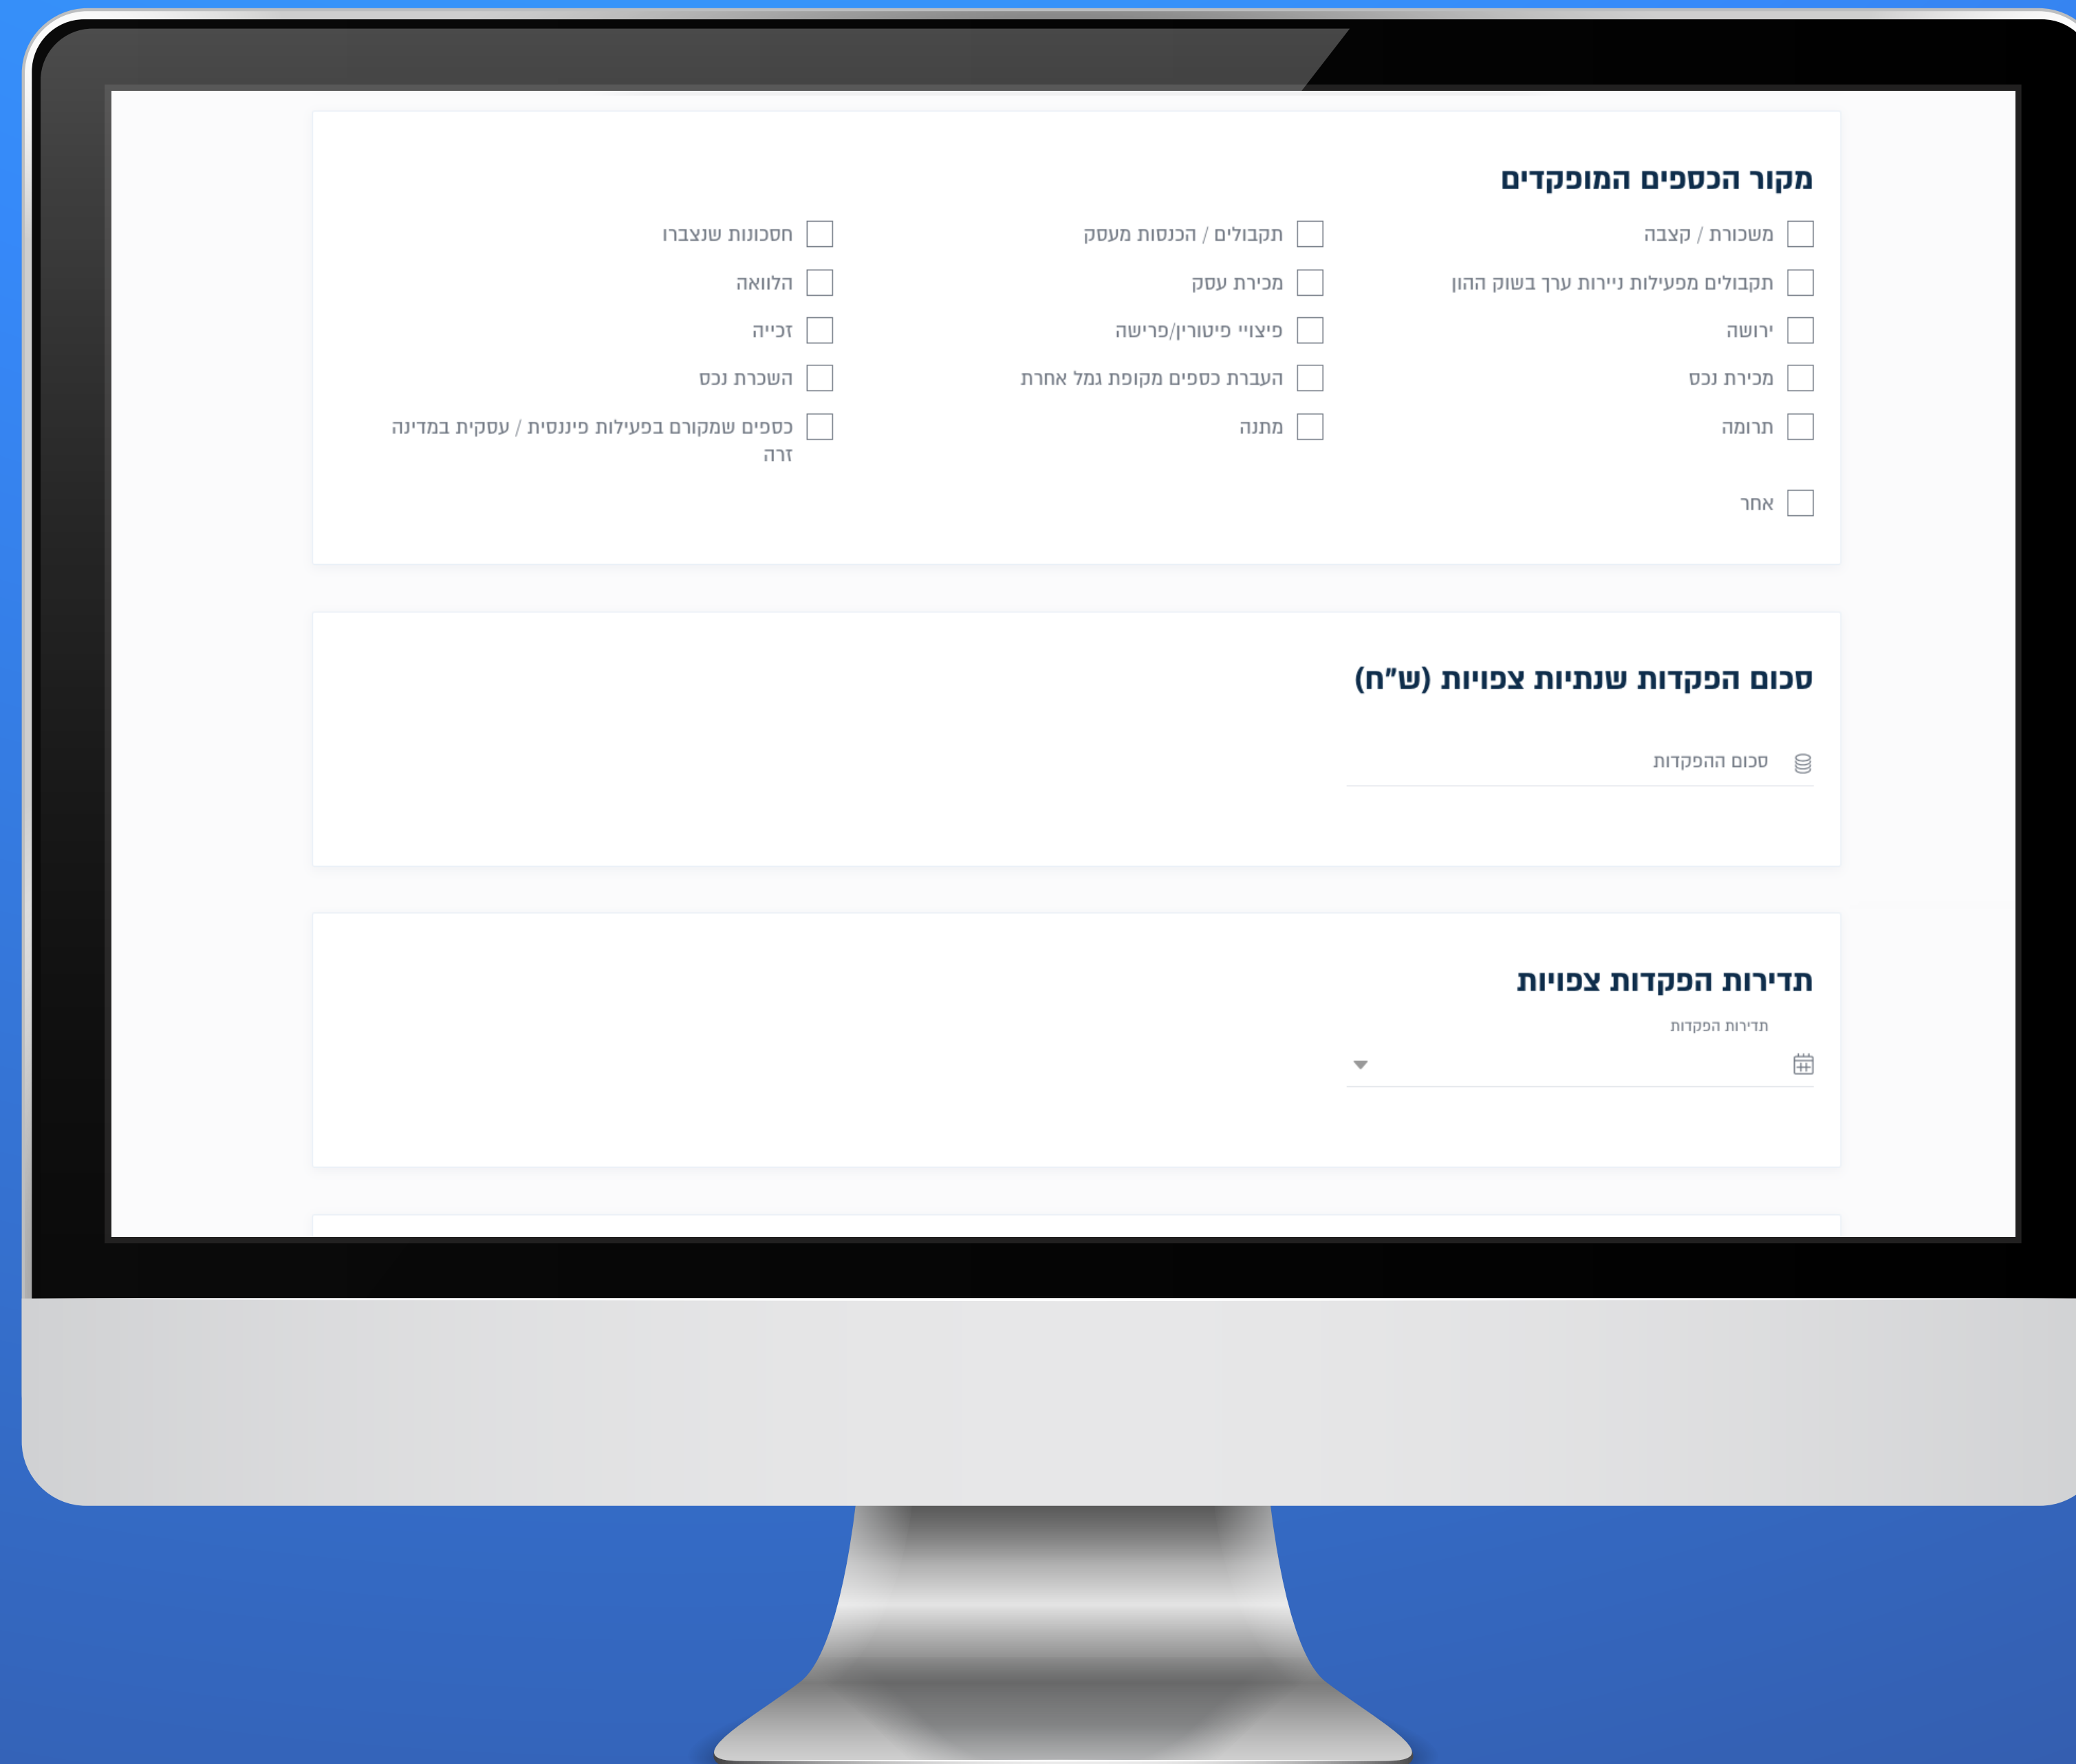 מקור הכספים המופקדים
משכורת / קצבה
תקבולים / הכנסות מעסק
חסכונות שנצברו
תקבולים מפעילות ניירות ערך בשוק ההון
מכירת עסק
הלוואה
ירושה
פיצויי פיטורין/פרישה
זכייה
מכירת נכס
העברת כספים מקופת גמל אחרת
השכרת נכס
תרומה
מתנה
כספים שמקורם בפעילות פיננסית / עסקית במדינה
זרה
אחר
סכום הפקדות שנתיות צפויות (ש"ח)
סכום ההפקדות
תדירות הפקדות צפויות
תדירות הפקדות